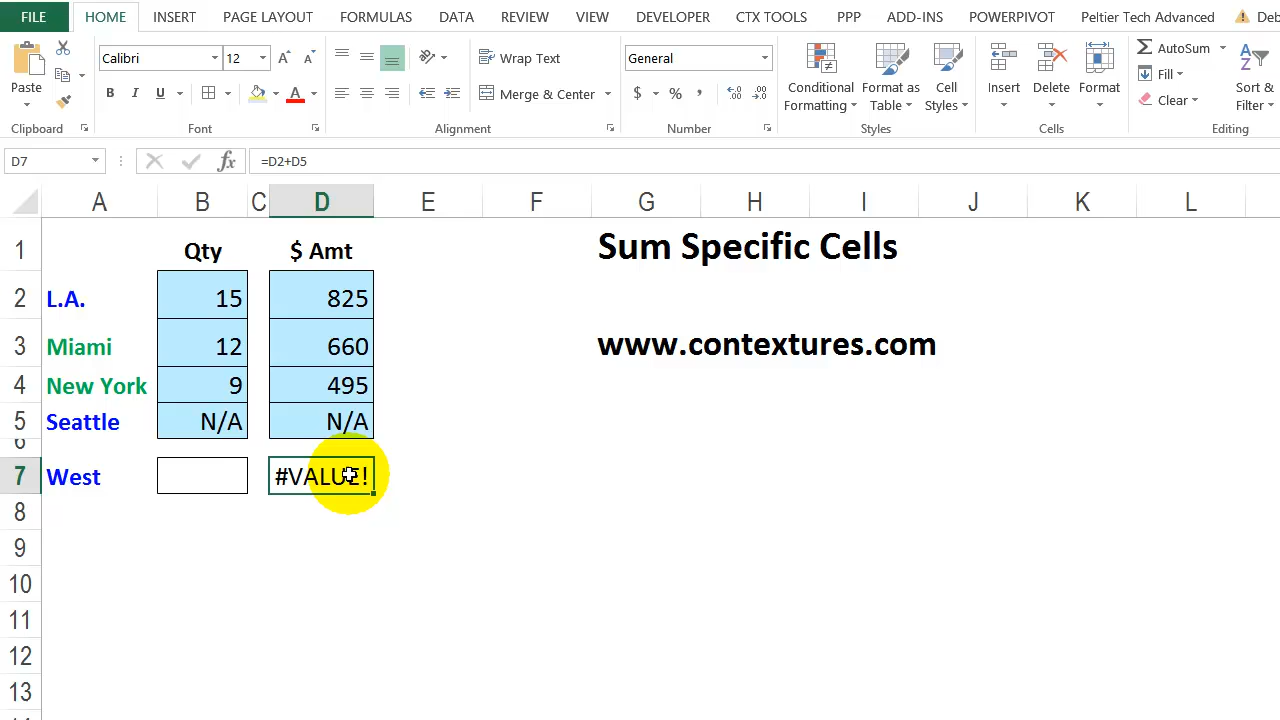 FILE HOME INSERT PAGE LAYOUT FORMULAS DATA REVIEW VIEW DEVELOPER CTX TOOLS PPP ADD-INS POWERPIVOT Peltier Tech Advanced Deb
Calibri 12 Wrap Text General AutoSum
Paste Conditional Format as Cell Insert Delete Format Fill Sort &
B I U A Merge & Center $ % , Formatting Table Styles Clear Filter
Clipboard Font Alignment Number Styles Cells Editing
D7 fx =D2+D5
A B C D E F G H I J K L
1 Qty $ Amt Sum Specific Cells
2 L.A. 15 825
3 Miami 12 660 www.contextures.com
4 New York 9 495
5 Seattle N/A N/A
6
7 West #VALUE!
8
9
10
11
12
13